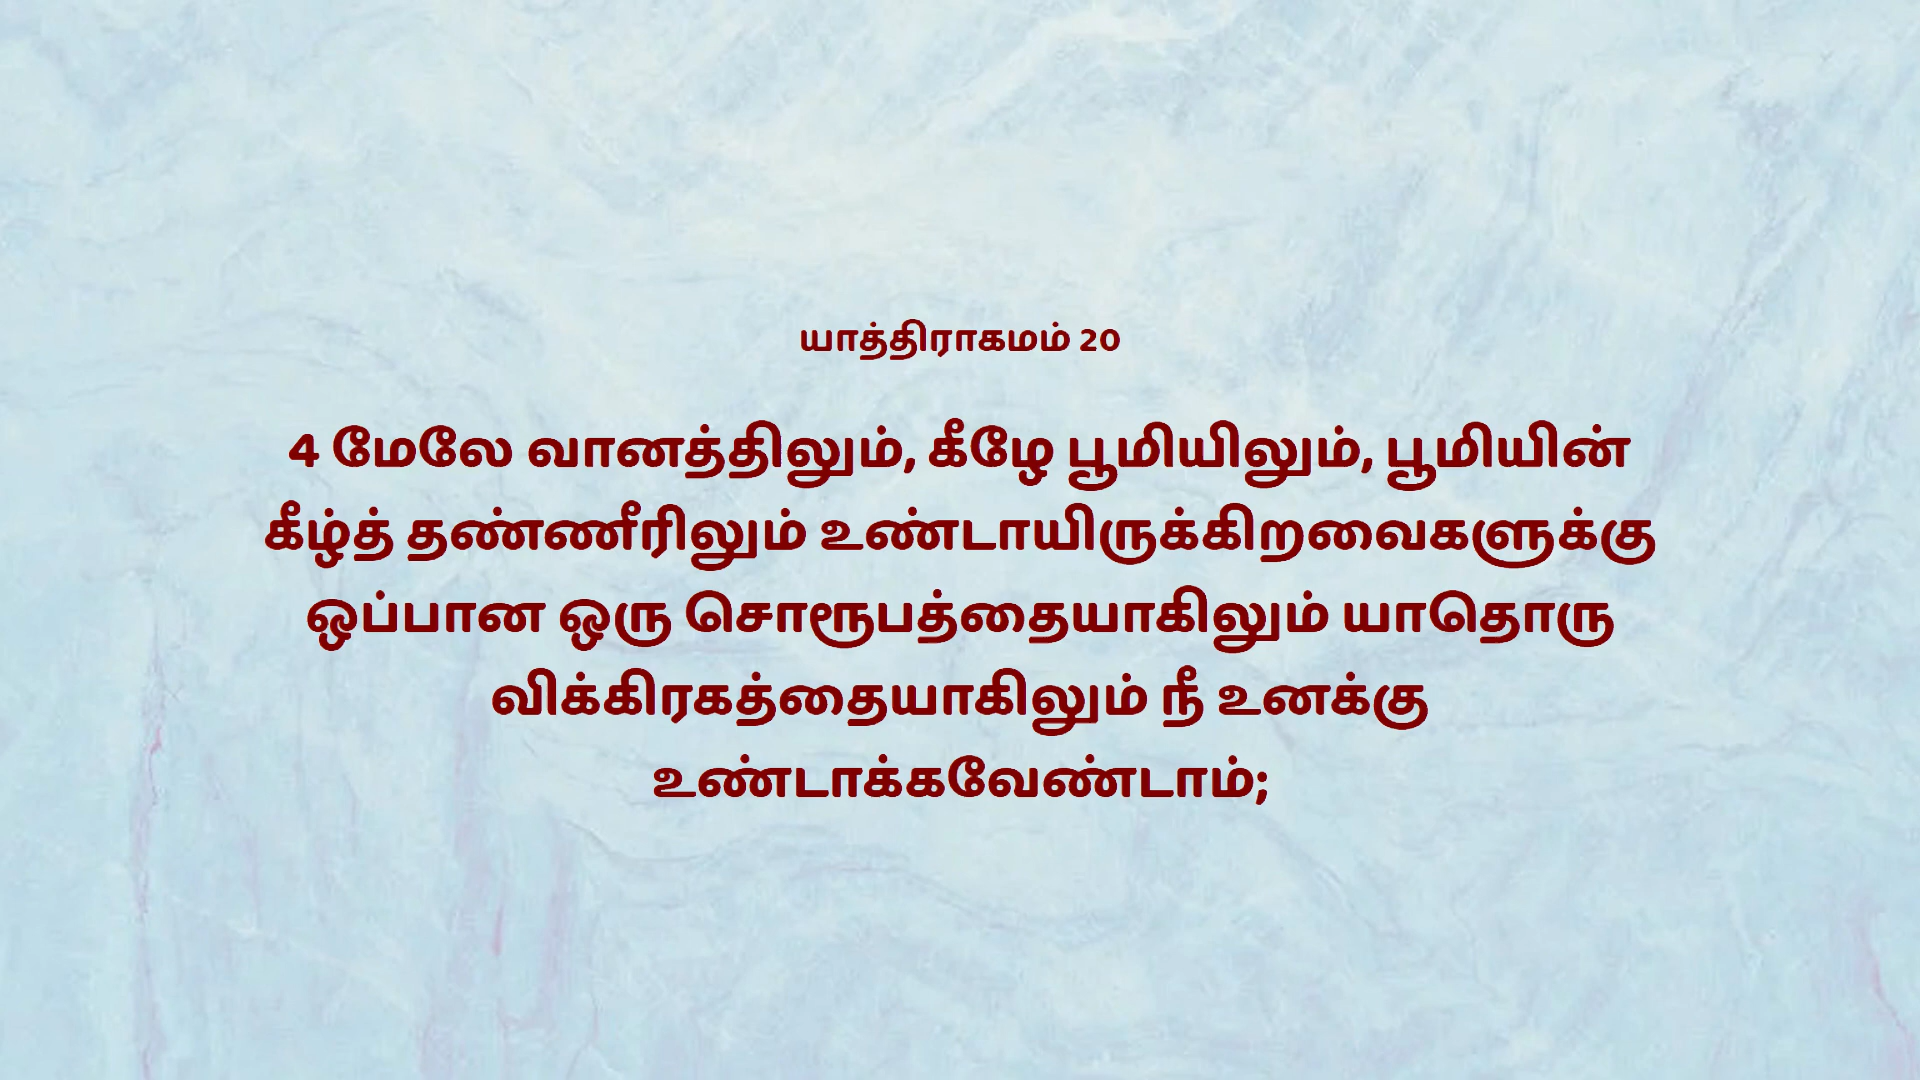 யாத்திராகமம் 20
4 மேலே வானத்திலும், கீழே பூமியிலும், பூமியின்
கீழ்த் தண்ணீரிலும் உண்டாயிருக்கிறவைகளுக்கு
ஒப்பான ஒரு சொரூபத்தையாகிலும் யாதொரு
விக்கிரகத்தையாகிலும் நீ உனக்கு
உண்டாக்கவேண்டாம்;